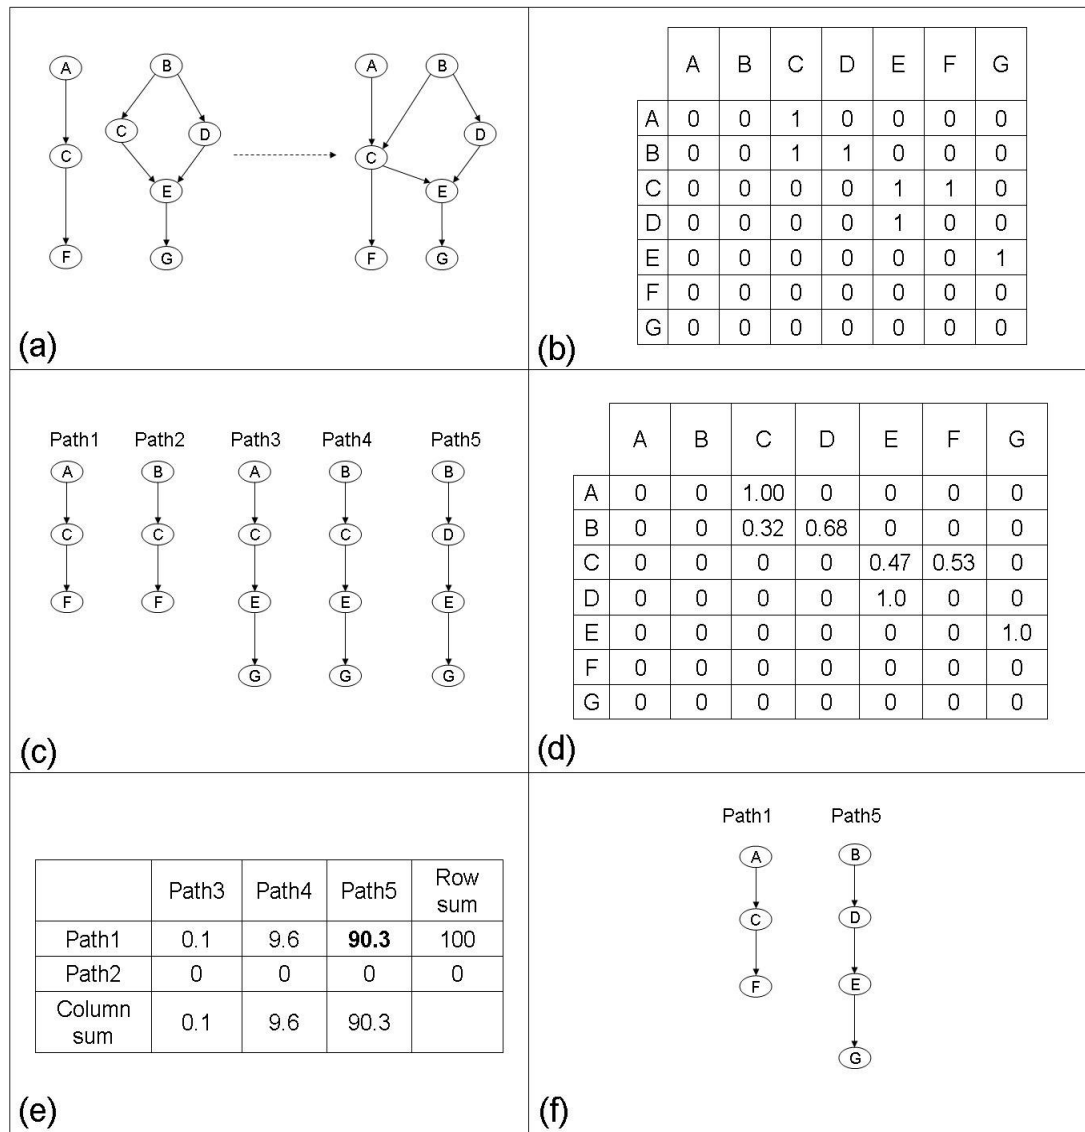 A B A B
C D D
C
E E
F G F G
(a)
A B C D E F G
A 0 0 1 0 0 0 0
B 0 0 1 1 0 0 0
C 0 0 0 0 1 1 0
D 0 0 0 0 1 0 0
E 0 0 0 0 0 0 1
F 0 0 0 0 0 0 0
G 0 0 0 0 0 0 0
(b)
Path1 Path2 Path3 Path4 Path5
A B A B B
C C C C D
F F E E E
G G G
(c)
A B C D E F G
A 0 0 1.00 0 0 0 0
B 0 0 0.32 0.68 0 0 0
C 0 0 0 0 0.47 0.53 0
D 0 0 0 0 1.0 0 0
E 0 0 0 0 0 0 1.0
F 0 0 0 0 0 0 0
G 0 0 0 0 0 0 0
(d)
Path3 Path4 Path5 Row
sum
Path1 0.1 9.6 90.3 100
Path2 0 0 0 0
Column
sum 0.1 9.6 90.3
(e)
Path1 Path5
A B
C D
F E
G
(f)